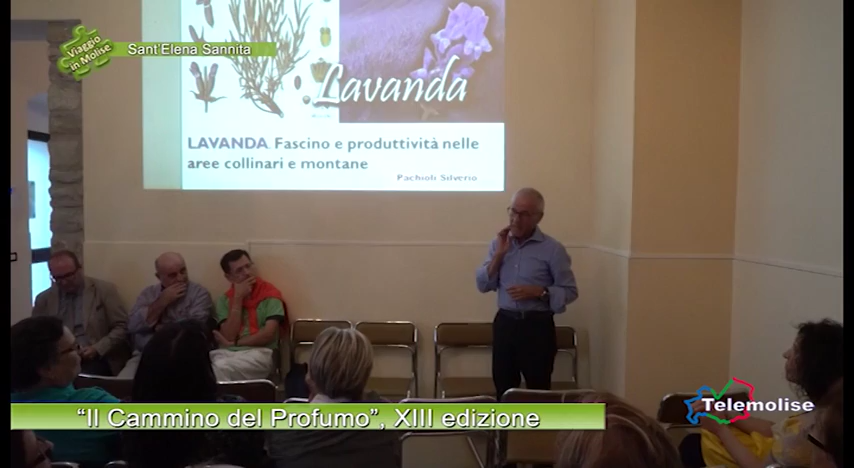 Viaggio
in Molise
Sant'Elena Sannita
Lavanda
LAVANDA Fascino e produttività nelle
aree collinari e montane
Pachioli Silverio
"Il Cammino del Profumo", XIII edizione
Telemolise